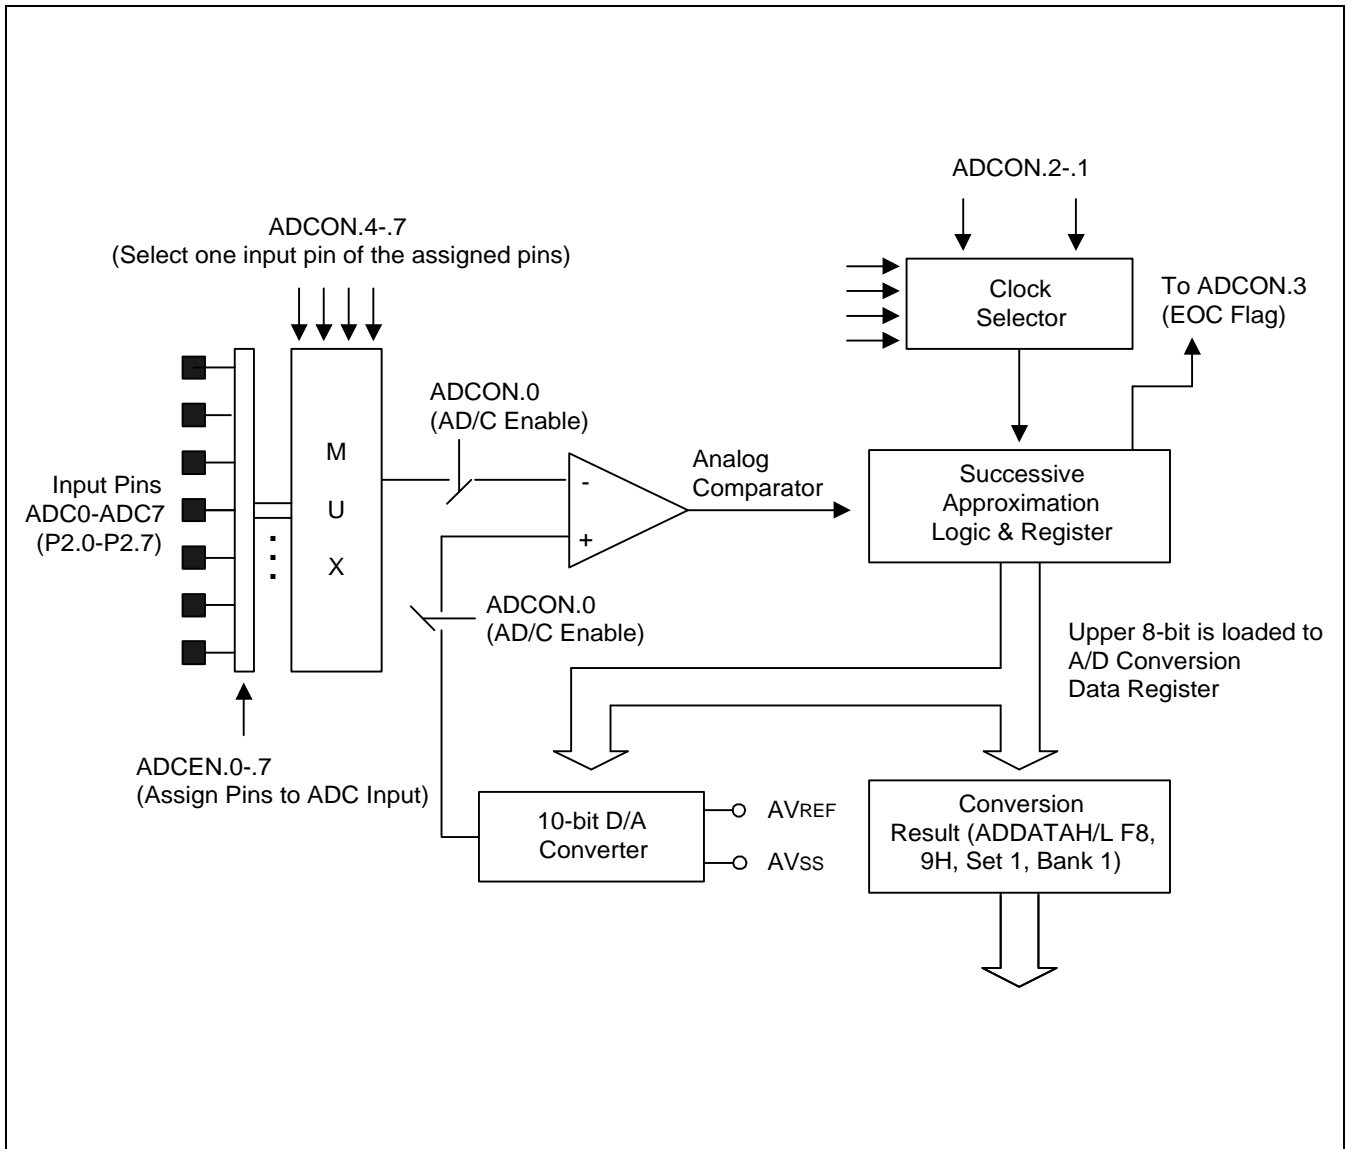 ADCON.2-.1
ADCON.4-.7
(Select one input pin of the assigned pins)
Clock
Selector
To ADCON.3
(EOC Flag)
ADCON.0
(AD/C Enable)
M
U
X
Input Pins
ADC0-ADC7
(P2.0-P2.7)
-
+
Analog
Comparator
Successive
Approximation
Logic & Register
ADCON.0
(AD/C Enable)
Upper 8-bit is loaded to
A/D Conversion
Data Register
ADCEN.0-.7
(Assign Pins to ADC Input)
10-bit D/A
Converter
AVREF
AVSS
Conversion
Result (ADDATAH/L F8,
9H, Set 1, Bank 1)